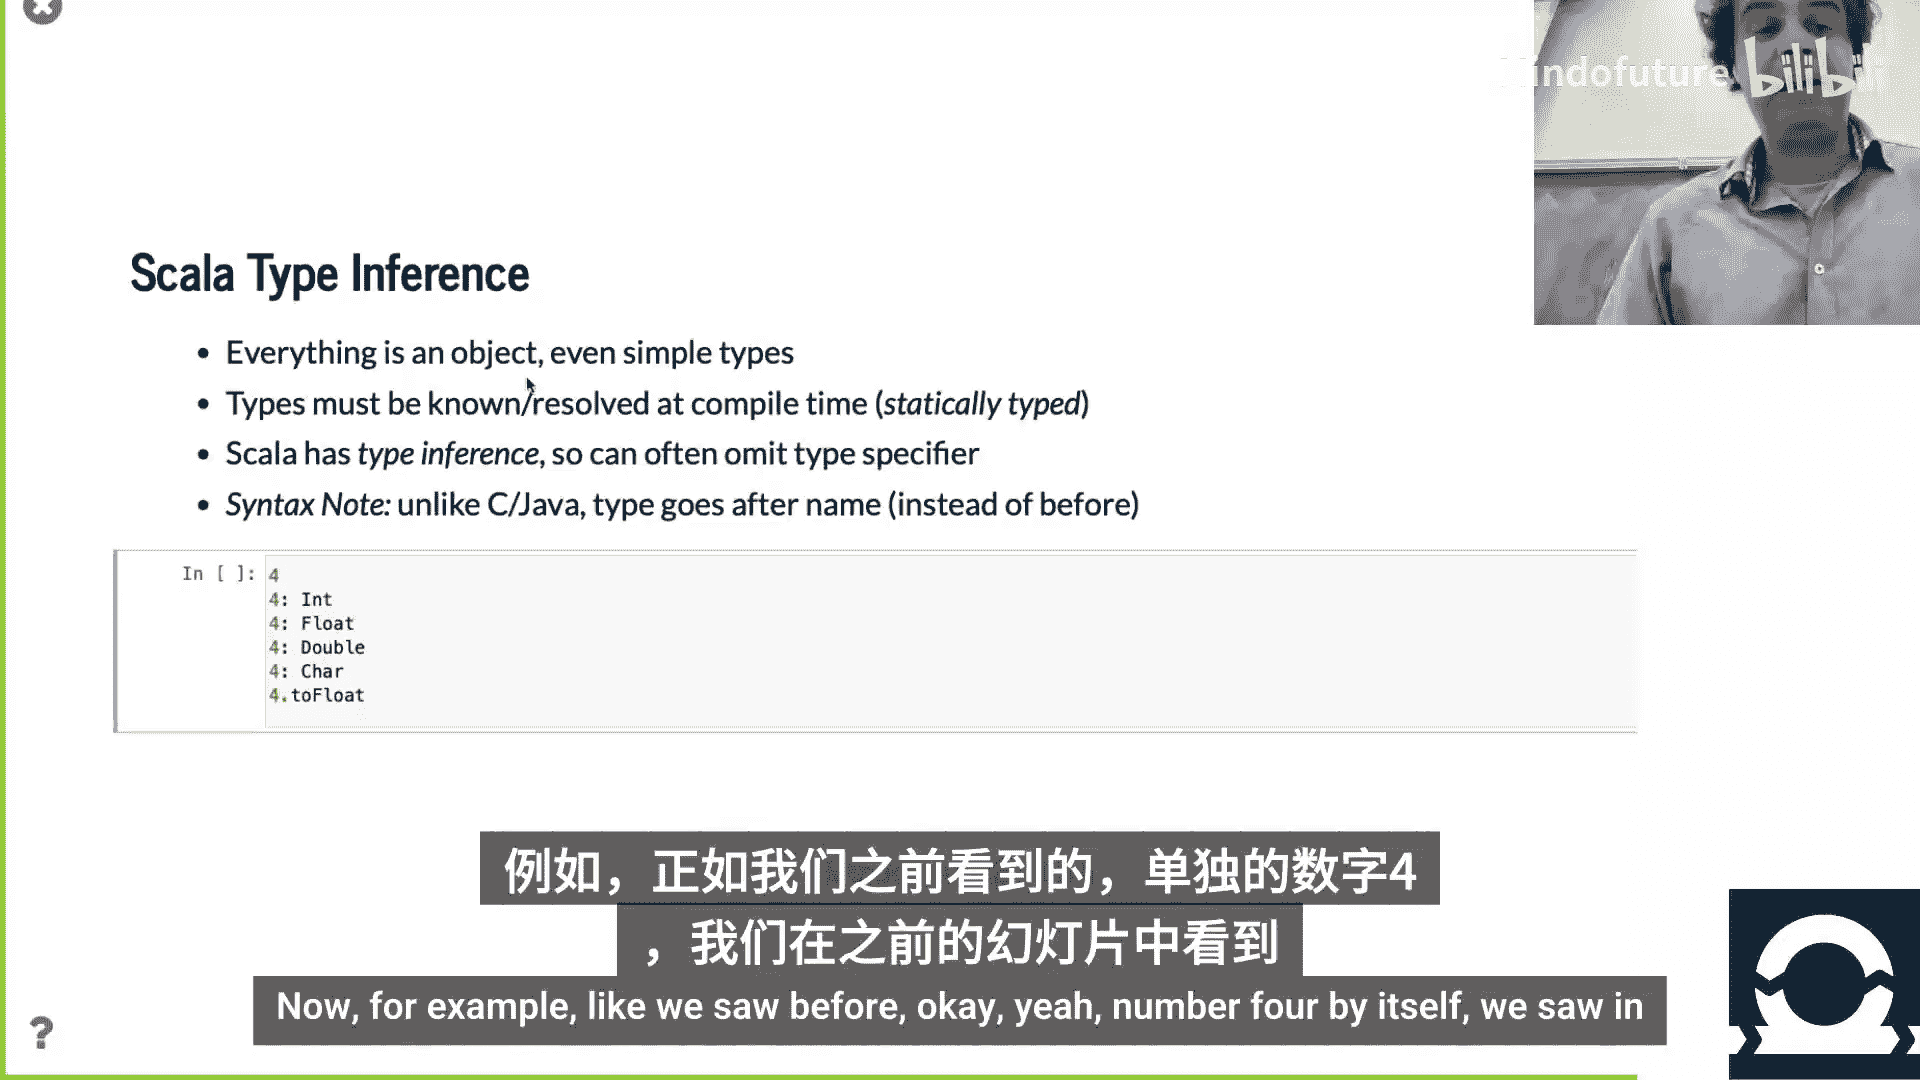 indofuture bilibili
Scala Type Inference
• Everything is an object, even simple types
• Types must be known/resolved at compile time (statically typed)
• Scala has type inference, so can often omit type specifier
• Syntax Note: unlike C/Java, type goes after name (instead of before)
In [ ]: 4
4: Int
4: Float
4: Double
4: Char
4.toFloat
例如，正如我们之前看到的，单独的数字4
，我们在之前的幻灯片中看到
Now, for example, like we saw before, okay, yeah, number four by itself, we saw in
?